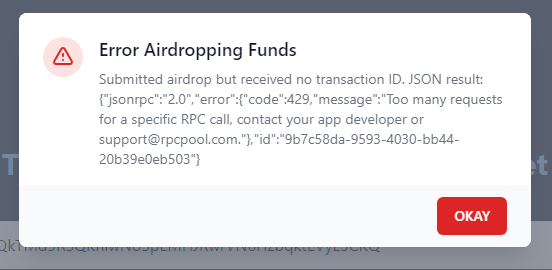 Error Airdropping Funds
Submitted airdrop but received no transaction ID. JSON result:
{"jsonrpc":"2.0","error":{"code":429,"message":"Too many requests
for a specific RPC call, contact your app developer or
support@rpcpool.com."},"id":"9b7c58da-9593-4030-bb44-
20b39e0eb503"}
OKAY